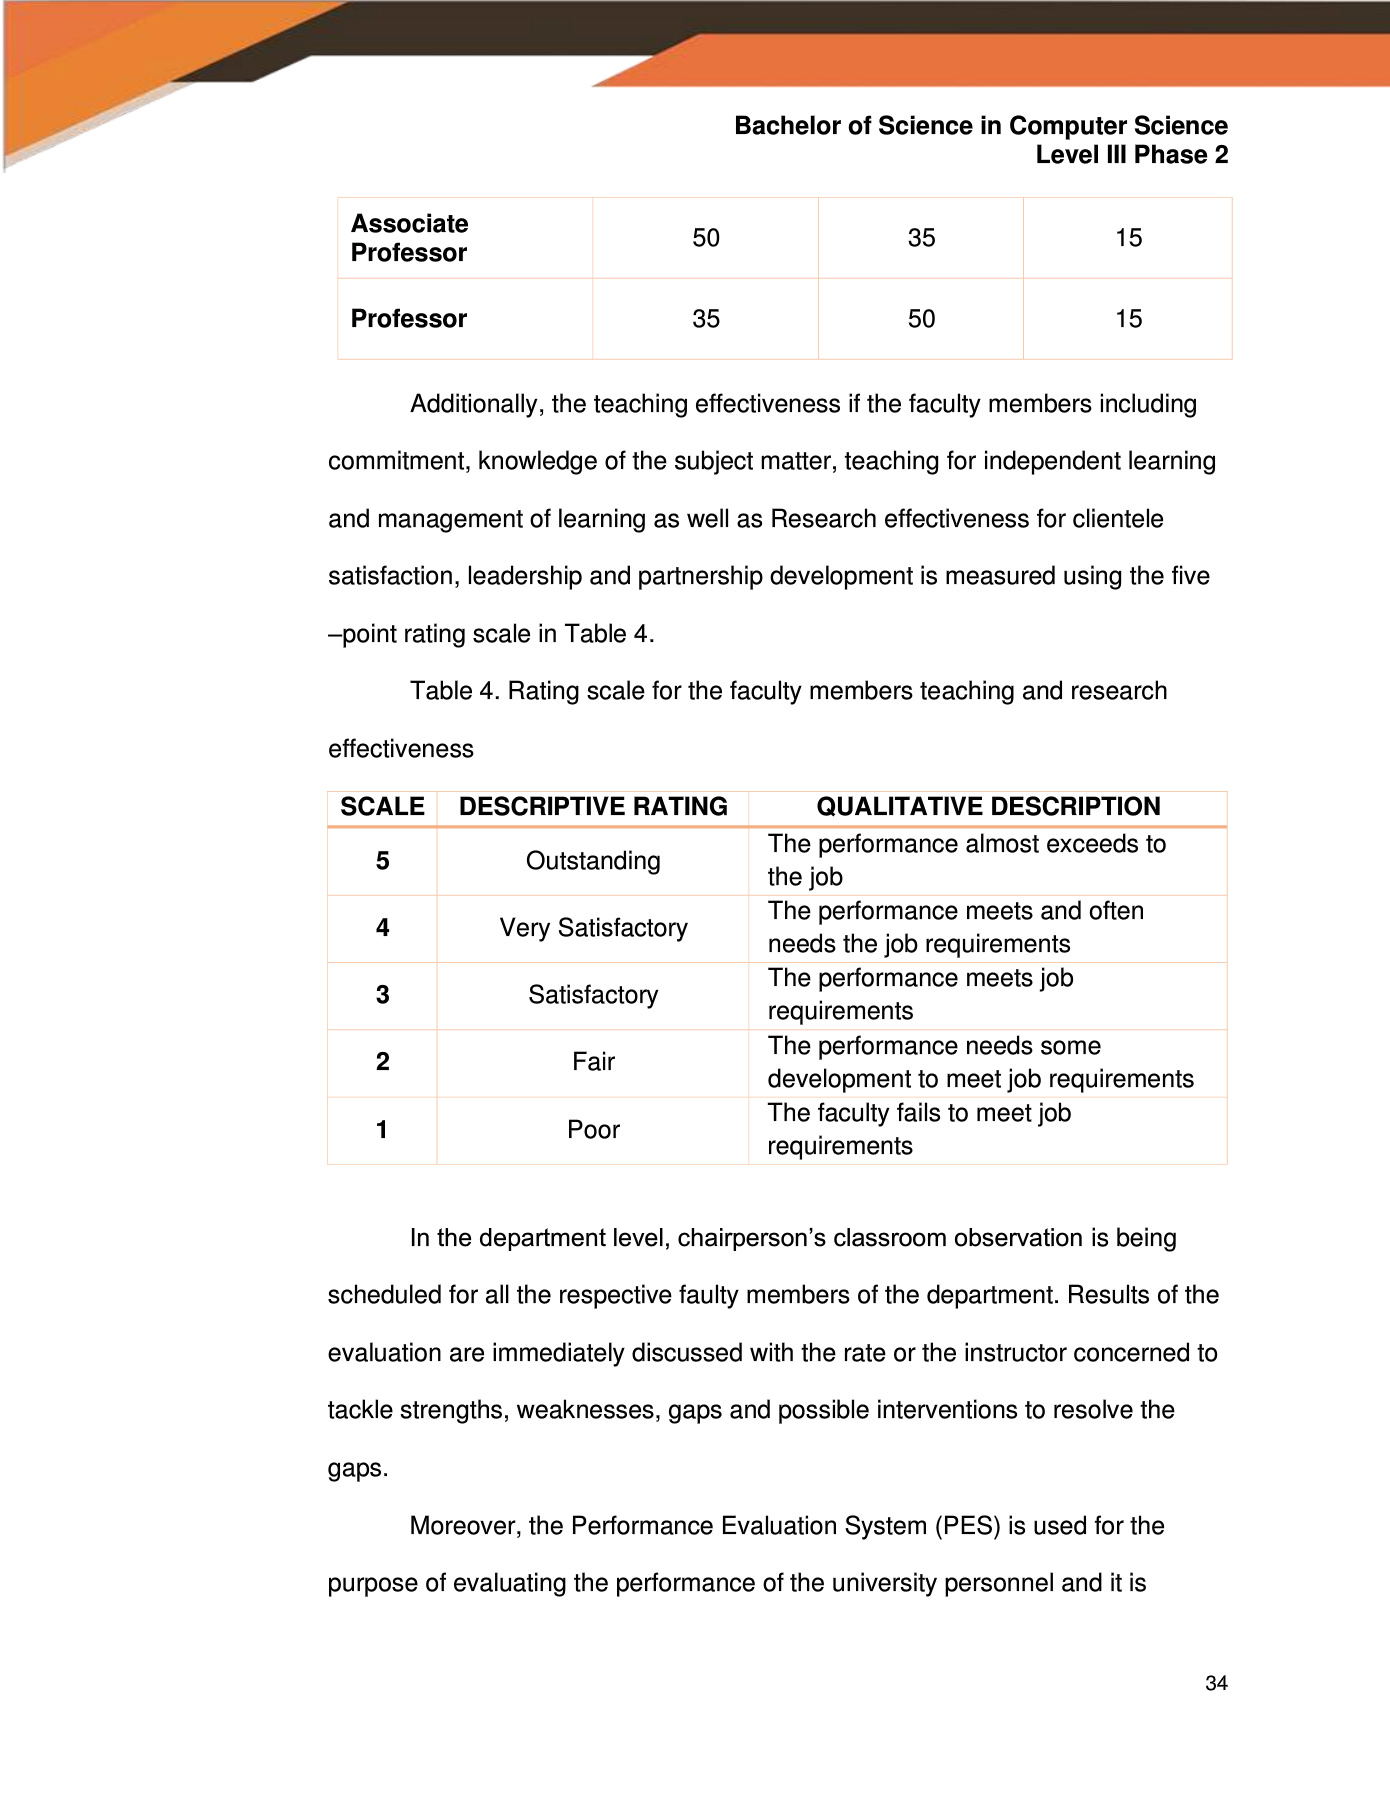 Bachelor of Science in Computer Science
Level III Phase 2
Associate
Professor
50
35
15
Professor
35
50
15
Additionally, the teaching effectiveness if the faculty members including
commitment, knowledge of the subject matter, teaching for independent learning
and management of learning as well as Research effectiveness for clientele
satisfaction, leadership and partnership development is measured using the five
–point rating scale in Table 4.
Table 4. Rating scale for the faculty members teaching and research
effectiveness
SCALE DESCRIPTIVE RATING QUALITATIVE DESCRIPTION
5
Outstanding
The performance almost exceeds to
the job
4
Very Satisfactory
The performance meets and often
needs the job requirements
3
Satisfactory
The performance meets job
requirements
2
Fair
The performance needs some
development to meet job requirements
1
Poor
The faculty fails to meet job
requirements
In the department level, chairperson’s classroom observation is being
scheduled for all the respective faulty members of the department. Results of the
evaluation are immediately discussed with the rate or the instructor concerned to
tackle strengths, weaknesses, gaps and possible interventions to resolve the
gaps.
Moreover, the Performance Evaluation System (PES) is used for the
purpose of evaluating the performance of the university personnel and it is
34